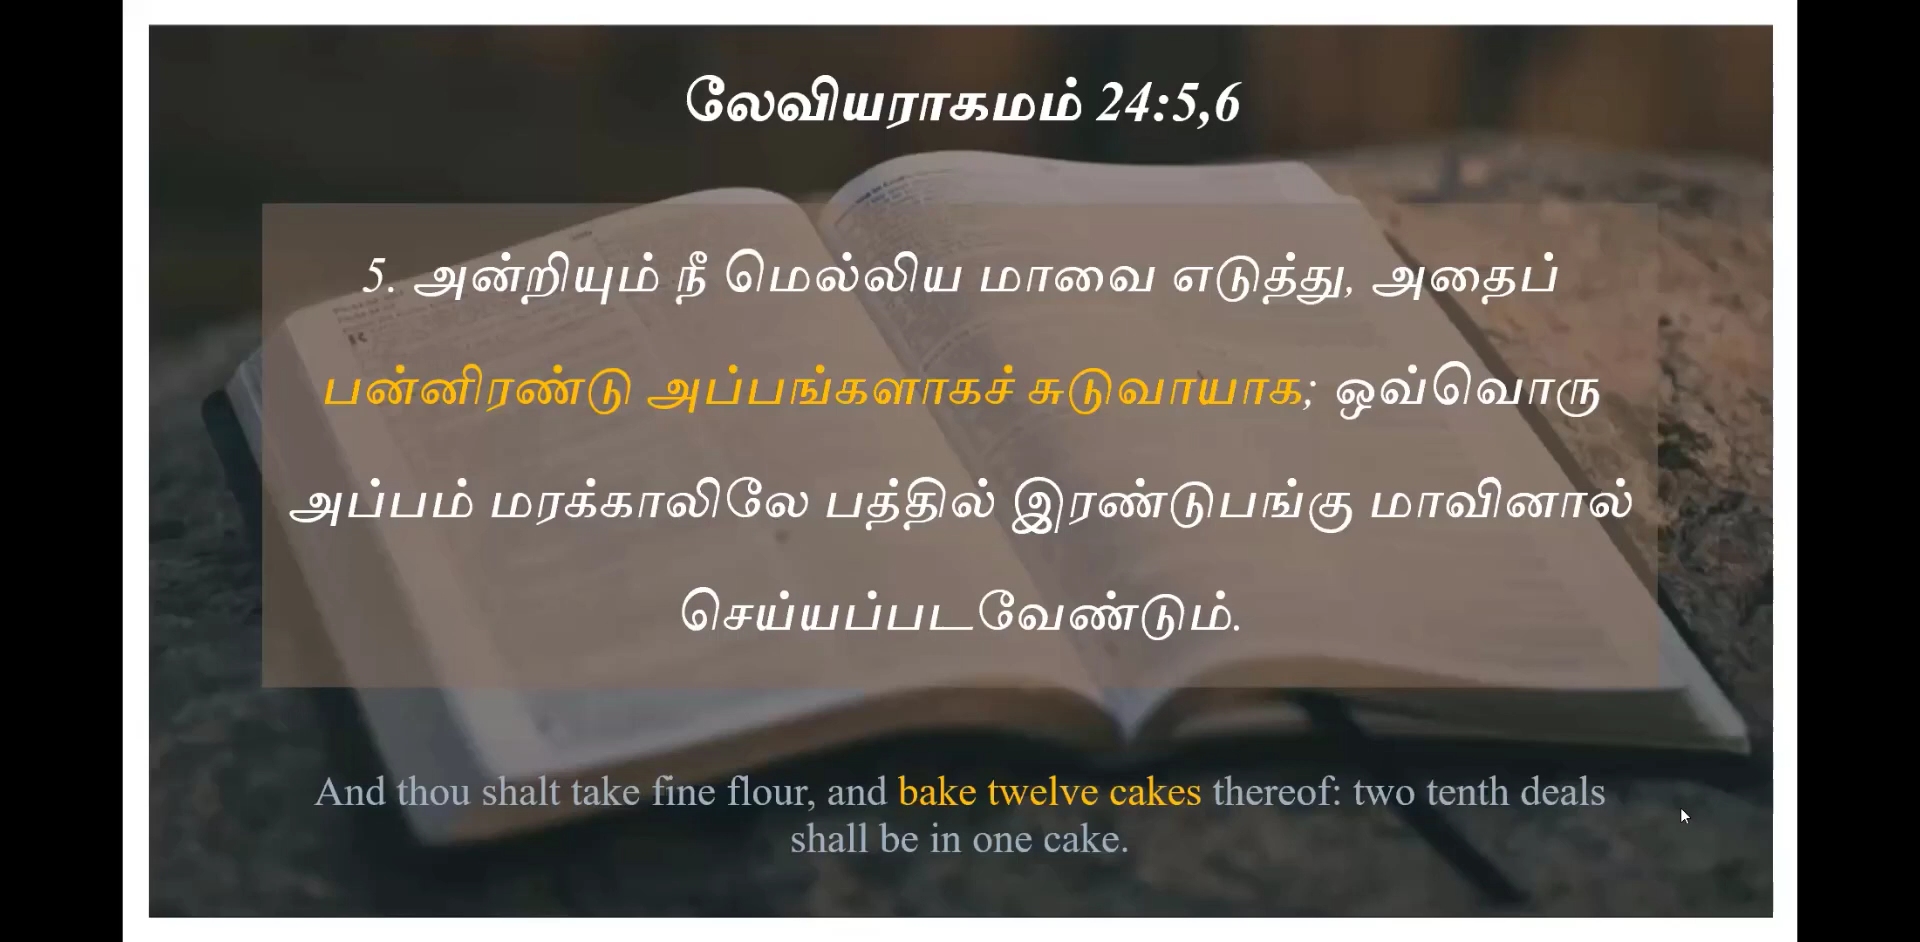 லேவியராகமம் 24:5,6
5. அன்றியும் நீ மெல்லிய மாவை எடுத்து, அதைப்
பன்னிரண்டு அப்பங்களாகச் சுடுவாயாக; ஒவ்வொரு
அப்பம் மரக்காலிலே பத்தில் இரண்டுபங்கு மாவினால்
செய்யப்படவேண்டும்.
And thou shalt take fine flour, and bake twelve cakes thereof: two tenth deals
shall be in one cake.